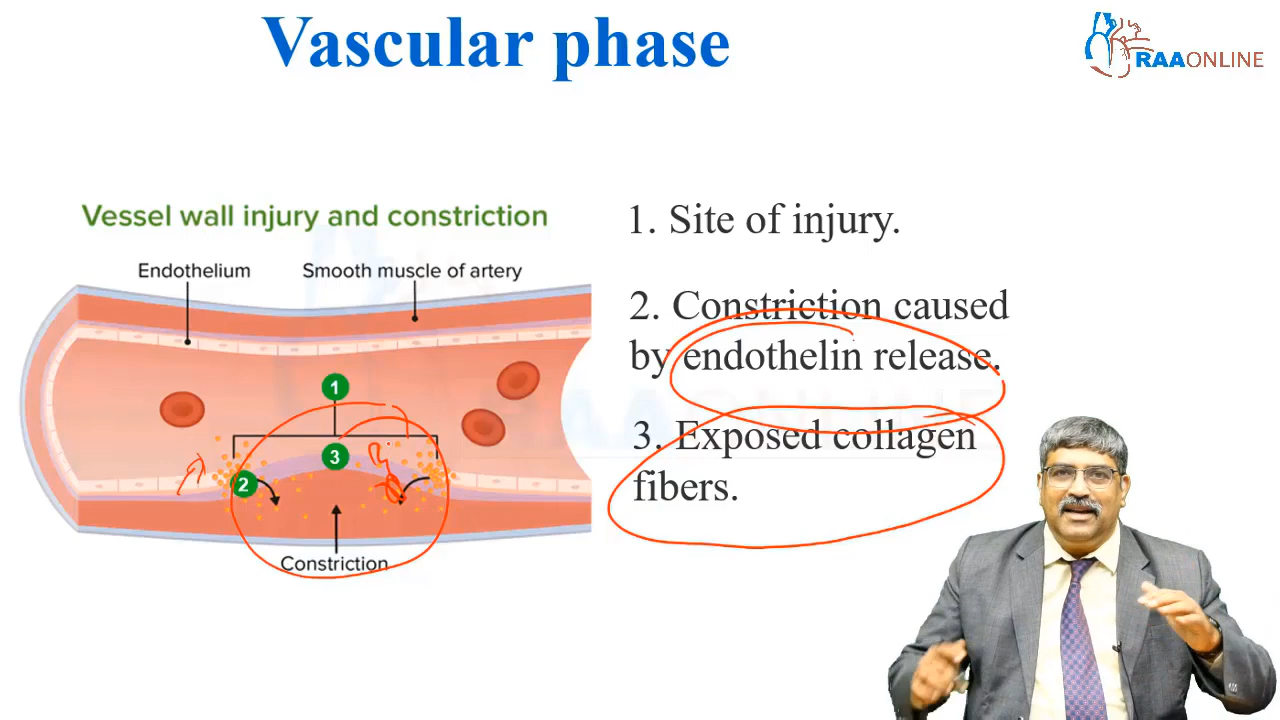 Vascular phase
RAAONLINE
Vessel wall injury and constriction
Endothelium
Smooth muscle of artery
1
3
2
Constriction
1. Site of injury.
2. Constriction caused
by endothelin release.
3. Exposed collagen
fibers.